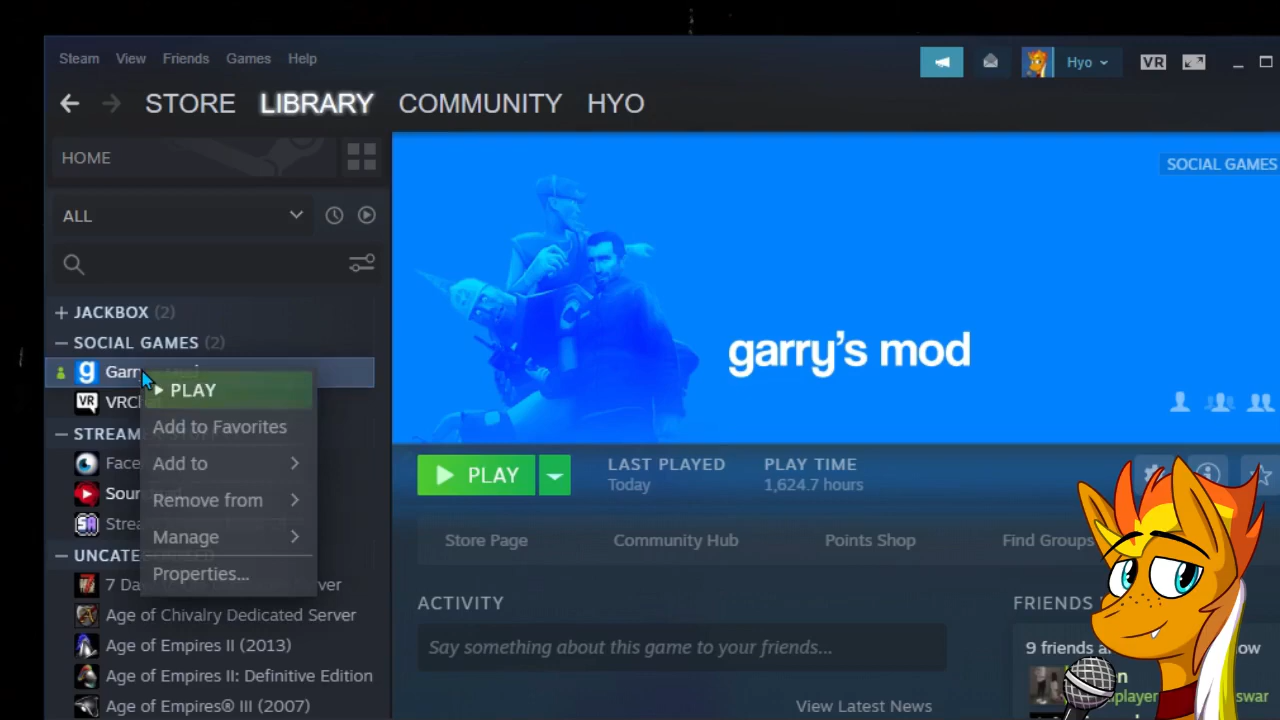 Steam View Friends Games Help
Hyo
VR
STORE LIBRARY COMMUNITY HYO
HOME
SOCIAL GAMES
ALL
JACKBOX (2)
SOCIAL GAMES (2)
g
VR
PLAY
Add to Favorites
Add to
Remove from
Manage
Properties...
7
Age of Chivalry Dedicated Server
Age of Empires II (2013)
Age of Empires II: Definitive Edition
Age of Empires® III (2007)
garry's mod
PLAY
LAST PLAYED
Today
PLAY TIME
1,624.7 hours
Store Page Community Hub Points Shop Find Groups
ACTIVITY
Say something about this game to your friends...
View Latest News
FRIENDS
9 friends